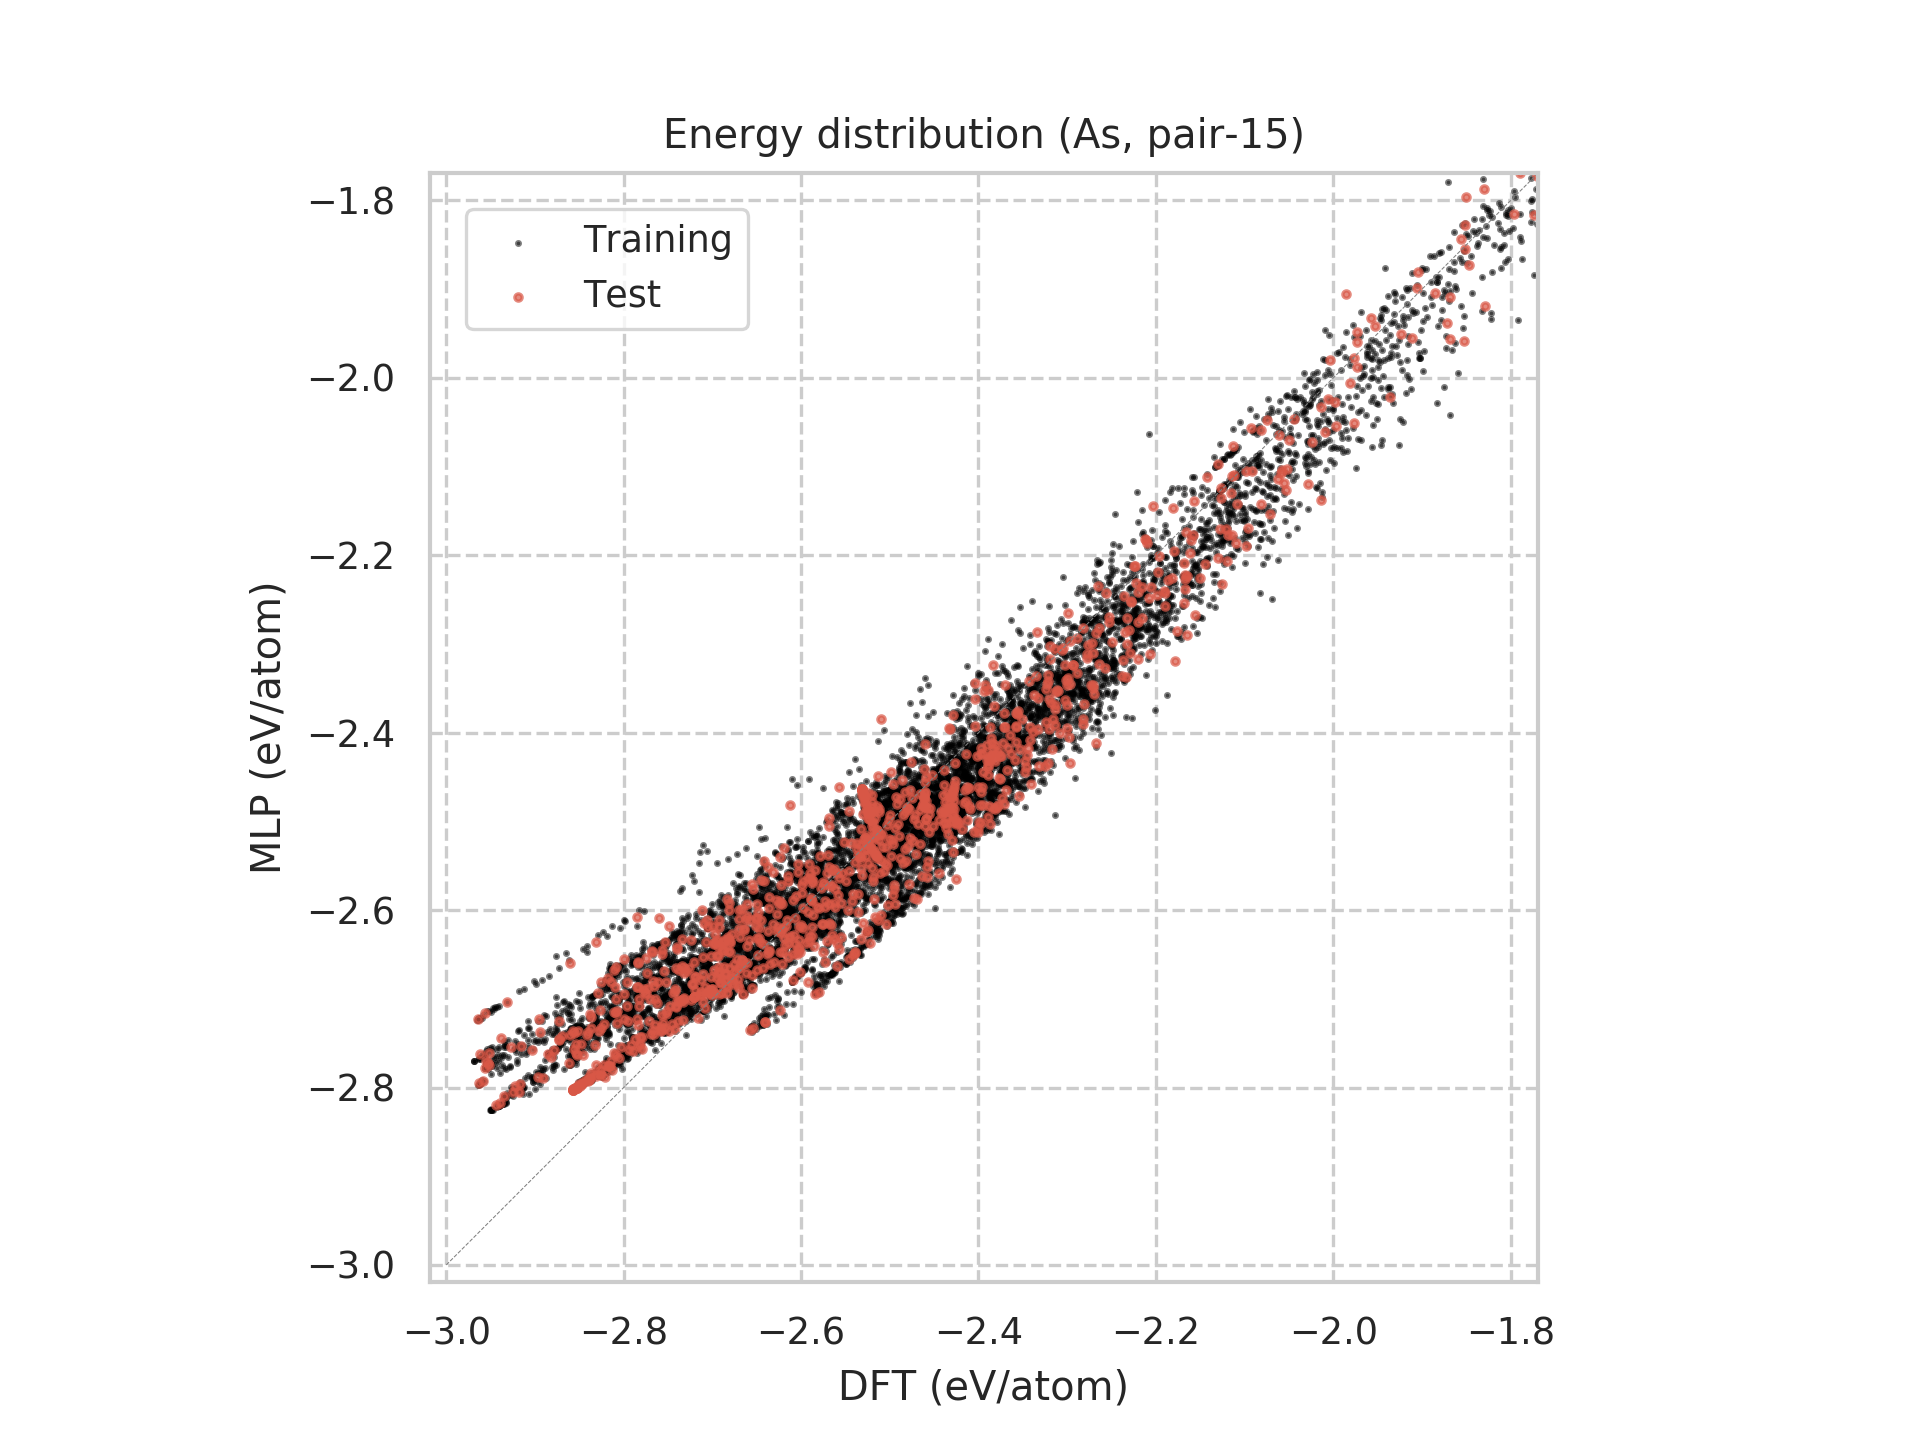 Energy distribution (As, pair-15)
Training
Test
MLP (eV/atom)
−1.8
−2.0
−2.2
−2.4
−2.6
−2.8
−3.0
−3.0 −2.8 −2.6 −2.4 −2.2 −2.0 −1.8
DFT (eV/atom)